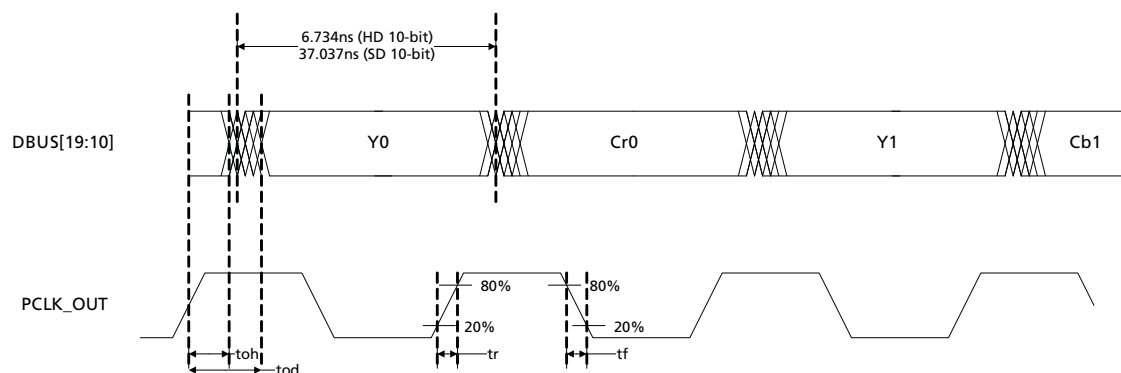 6.734ns (HD 10-bit)
37.037ns (SD 10-bit)
DBUS[19:10]
Y0
Cr0
Y1
Cb1
PCLK_OUT
80%
80%
20%
20%
toh
tr
tf
tod